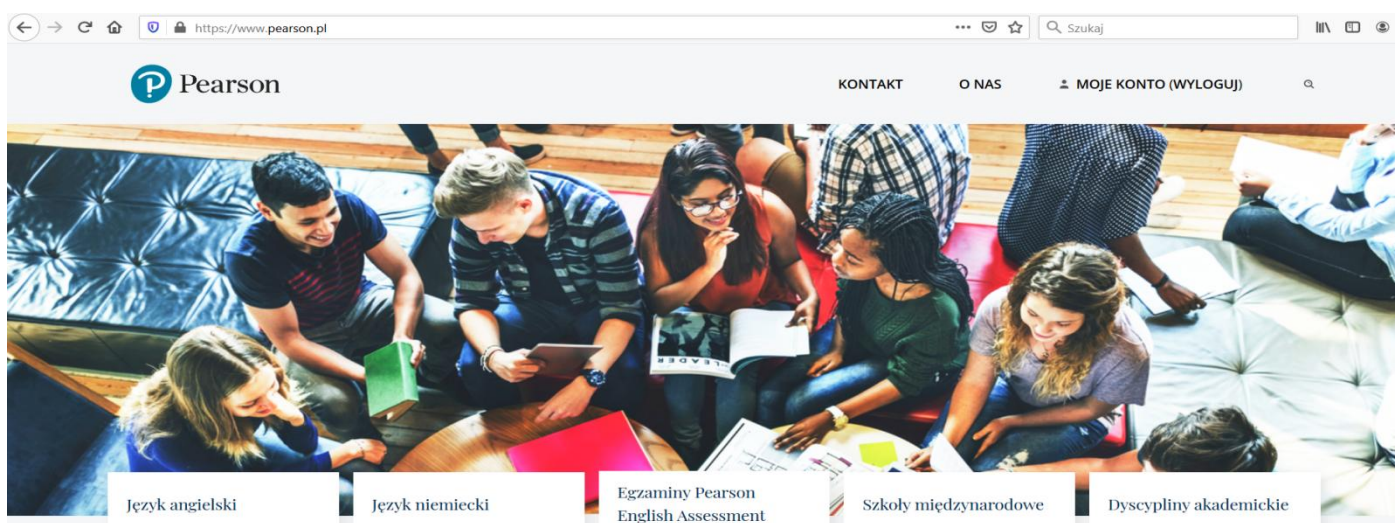 https://www.pearson.pl
Szukaj
Pearson
KONTAKT O NAS MOJE KONTO (WYLOGUJ)
LEADER
Język angielski
Język niemiecki
Egzaminy Pearson
English Assessment
Szkoły międzynarodowe
Dyscypliny akademickie